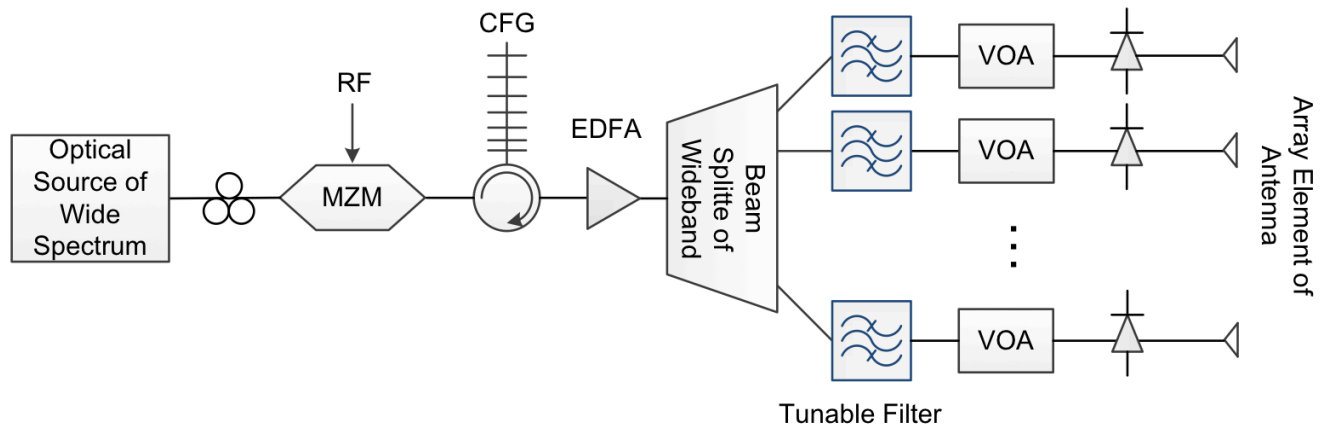 CFG
RF
EDFA
Optical
Source of
Wide
Spectrum
MZM
Beam
Splitte of
Wideband
VOA
VOA
VOA
Array Element of
Antenna
Tunable Filter